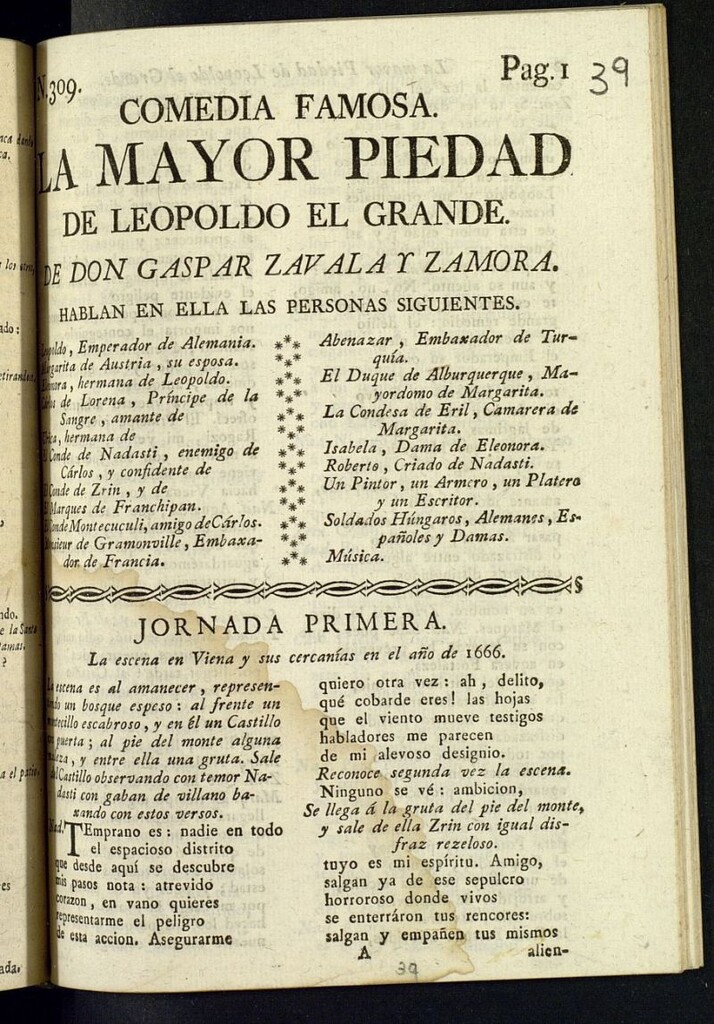 N.309.
Pag. 1
39
COMEDIA FAMOSA.
LA MAYOR PIEDAD
DE LEOPOLDO EL GRANDE.
DE DON GASPAR ZAVALA Y ZAMORA.
HABLAN EN ELLA LAS PERSONAS SIGUIENTES.
Leopoldo, Emperador de Alemania.
Margarita de Austria, su esposa.
Eleonora, hermana de Leopoldo.
Cárlos de Lorena, Príncipe de la
Sangre, amante de
hermana de
El Conde de Nadasti, enemigo de
Cárlos, y confidente de
El Conde de Zrin, y de
El Marques de Franchipan.
El Conde Montecuculi, amigo de Cárlos.
Monsieur de Gramonville, Embaxa-
dor de Francia.
Abenazar, Embaxador de Tur-
quía.
El Duque de Alburquerque, Ma-
yordomo de Margarita.
La Condesa de Eril, Camarera de
Margarita.
Isabela, Dama de Eleonora.
Roberto, Criado de Nadasti.
Un Pintor, un Armero, un Platero
y un Escritor.
Soldados Húngaros, Alemanes, Es-
pañoles y Damas.
Música.
JORNADA PRIMERA.
La escena en Viena y sus cercanías en el año de 1666.
La escena es al amanecer, represen-
tando un bosque espeso: al frente un
montecillo escabroso, y en él un Castillo
con puerta; al pie del monte alguna
maleza, y entre ella una gruta. Sale
del Castillo observando con temor Na-
dasti con gaban de villano ba-
xando con estos versos.
Nad. Temprano es: nadie en todo
el espacioso distrito
que desde aquí se descubre
mis pasos nota: atrevido
corazon, en vano quieres
representarme el peligro
de esta accion. Asegurarme
quiero otra vez: ah, delito,
qué cobarde eres! las hojas
que el viento mueve testigos
habladores me parecen
de mi alevoso designio.
Reconoce segunda vez la escena.
Ninguno se vé: ambicion,
Se llega á la gruta del pie del monte,
y sale de ella Zrin con igual dis-
fraz rezeloso.
tuyo es mi espíritu. Amigo,
salgan ya de ese sepulcro
horroroso donde vivos
se enterráron tus rencores:
salgan y empañen tus mismos
A
alien-
39